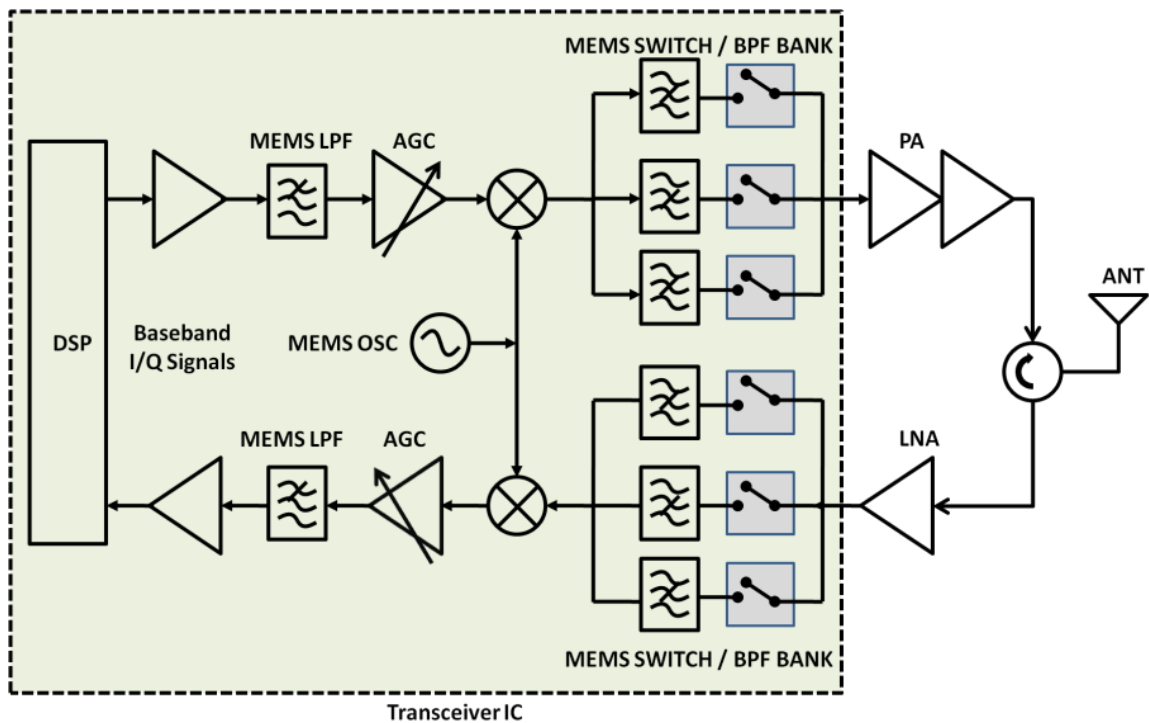 MEMS SWITCH / BPF BANK
MEMS LPF
AGC
PA
ANT
DSP
Baseband
I/Q Signals
MEMS OSC
MEMS LPF
AGC
LNA
MEMS SWITCH / BPF BANK
Transceiver IC